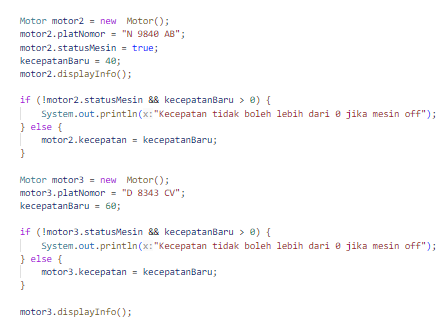 Motor motor2 = new  Motor();
motor2.platNomor = "N 9840 AB";
motor2.statusMesin = true;
kecepatanBaru = 40;
motor2.displayInfo();
if (!motor2.statusMesin && kecepatanBaru > 0) {
System.out.println(x:"Kecepatan tidak boleh lebih dari 0 jika mesin off");
} else {
motor2.kecepatan = kecepatanBaru;
}
Motor motor3 = new  Motor();
motor3.platNomor = "D 8343 CV";
kecepatanBaru = 60;
if (!motor3.statusMesin && kecepatanBaru > 0) {
System.out.println(x:"Kecepatan tidak boleh lebih dari 0 jika mesin off");
} else {
motor3.kecepatan = kecepatanBaru;
}
motor3.displayInfo();